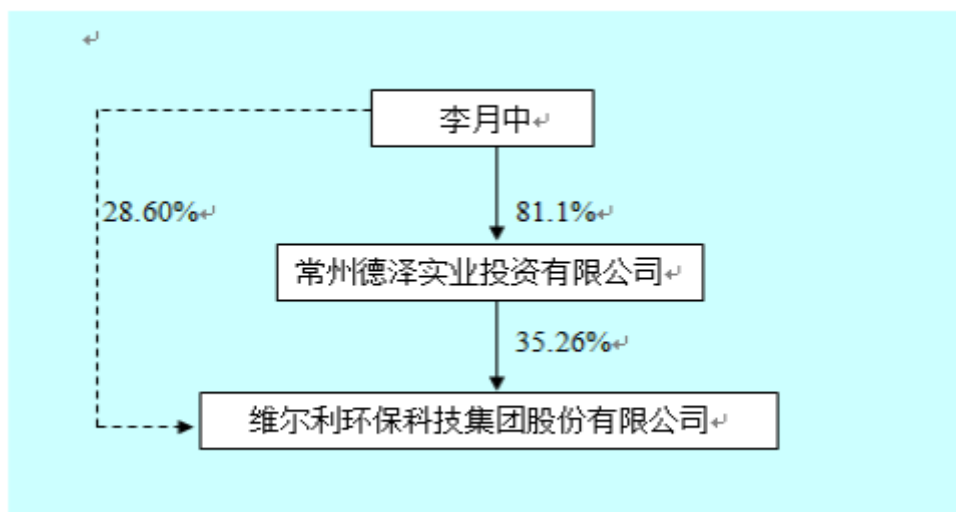 李月中
28.60%
81.1%
常州德泽实业投资有限公司
35.26%
维尔利环保科技集团股份有限公司